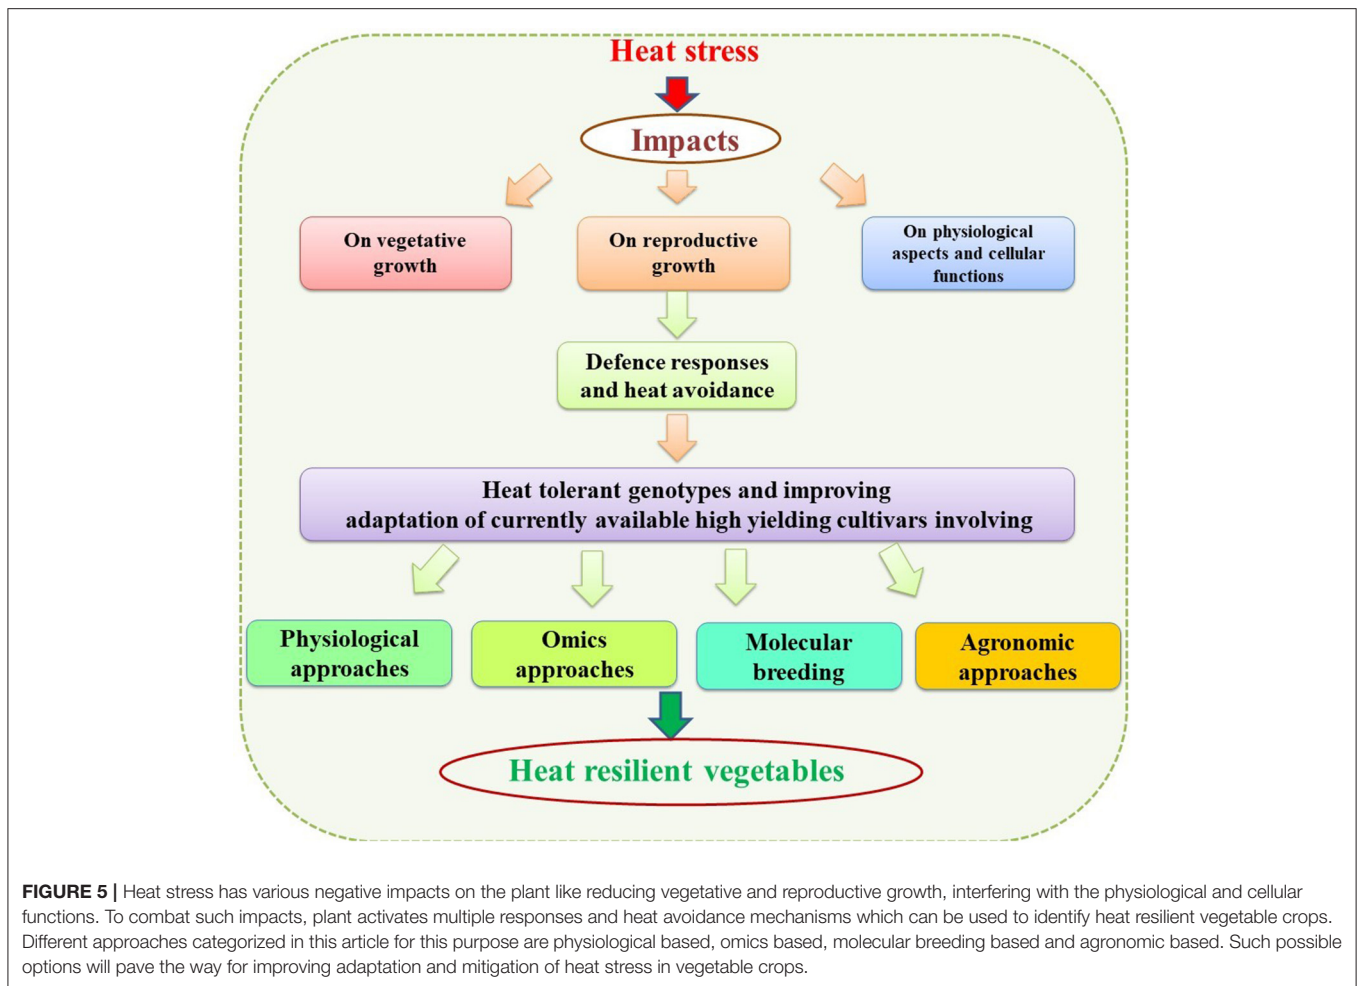 Heat stress
Impacts
On vegetative
growth
On reproductive
growth
On physiological
aspects and cellular
functions
Defence responses
and heat avoidance
Heat tolerant genotypes and improving
adaptation of currently available high yielding cultivars involving
Physiological
approaches
Omics
approaches
Molecular
breeding
Agronomic
approaches
Heat resilient vegetables
FIGURE 5 | Heat stress has various negative impacts on the plant like reducing vegetative and reproductive growth, interfering with the physiological and cellular
functions. To combat such impacts, plant activates multiple responses and heat avoidance mechanisms which can be used to identify heat resilient vegetable crops.
Different approaches categorized in this article for this purpose are physiological based, omics based, molecular breeding based and agronomic based. Such possible
options will pave the way for improving adaptation and mitigation of heat stress in vegetable crops.